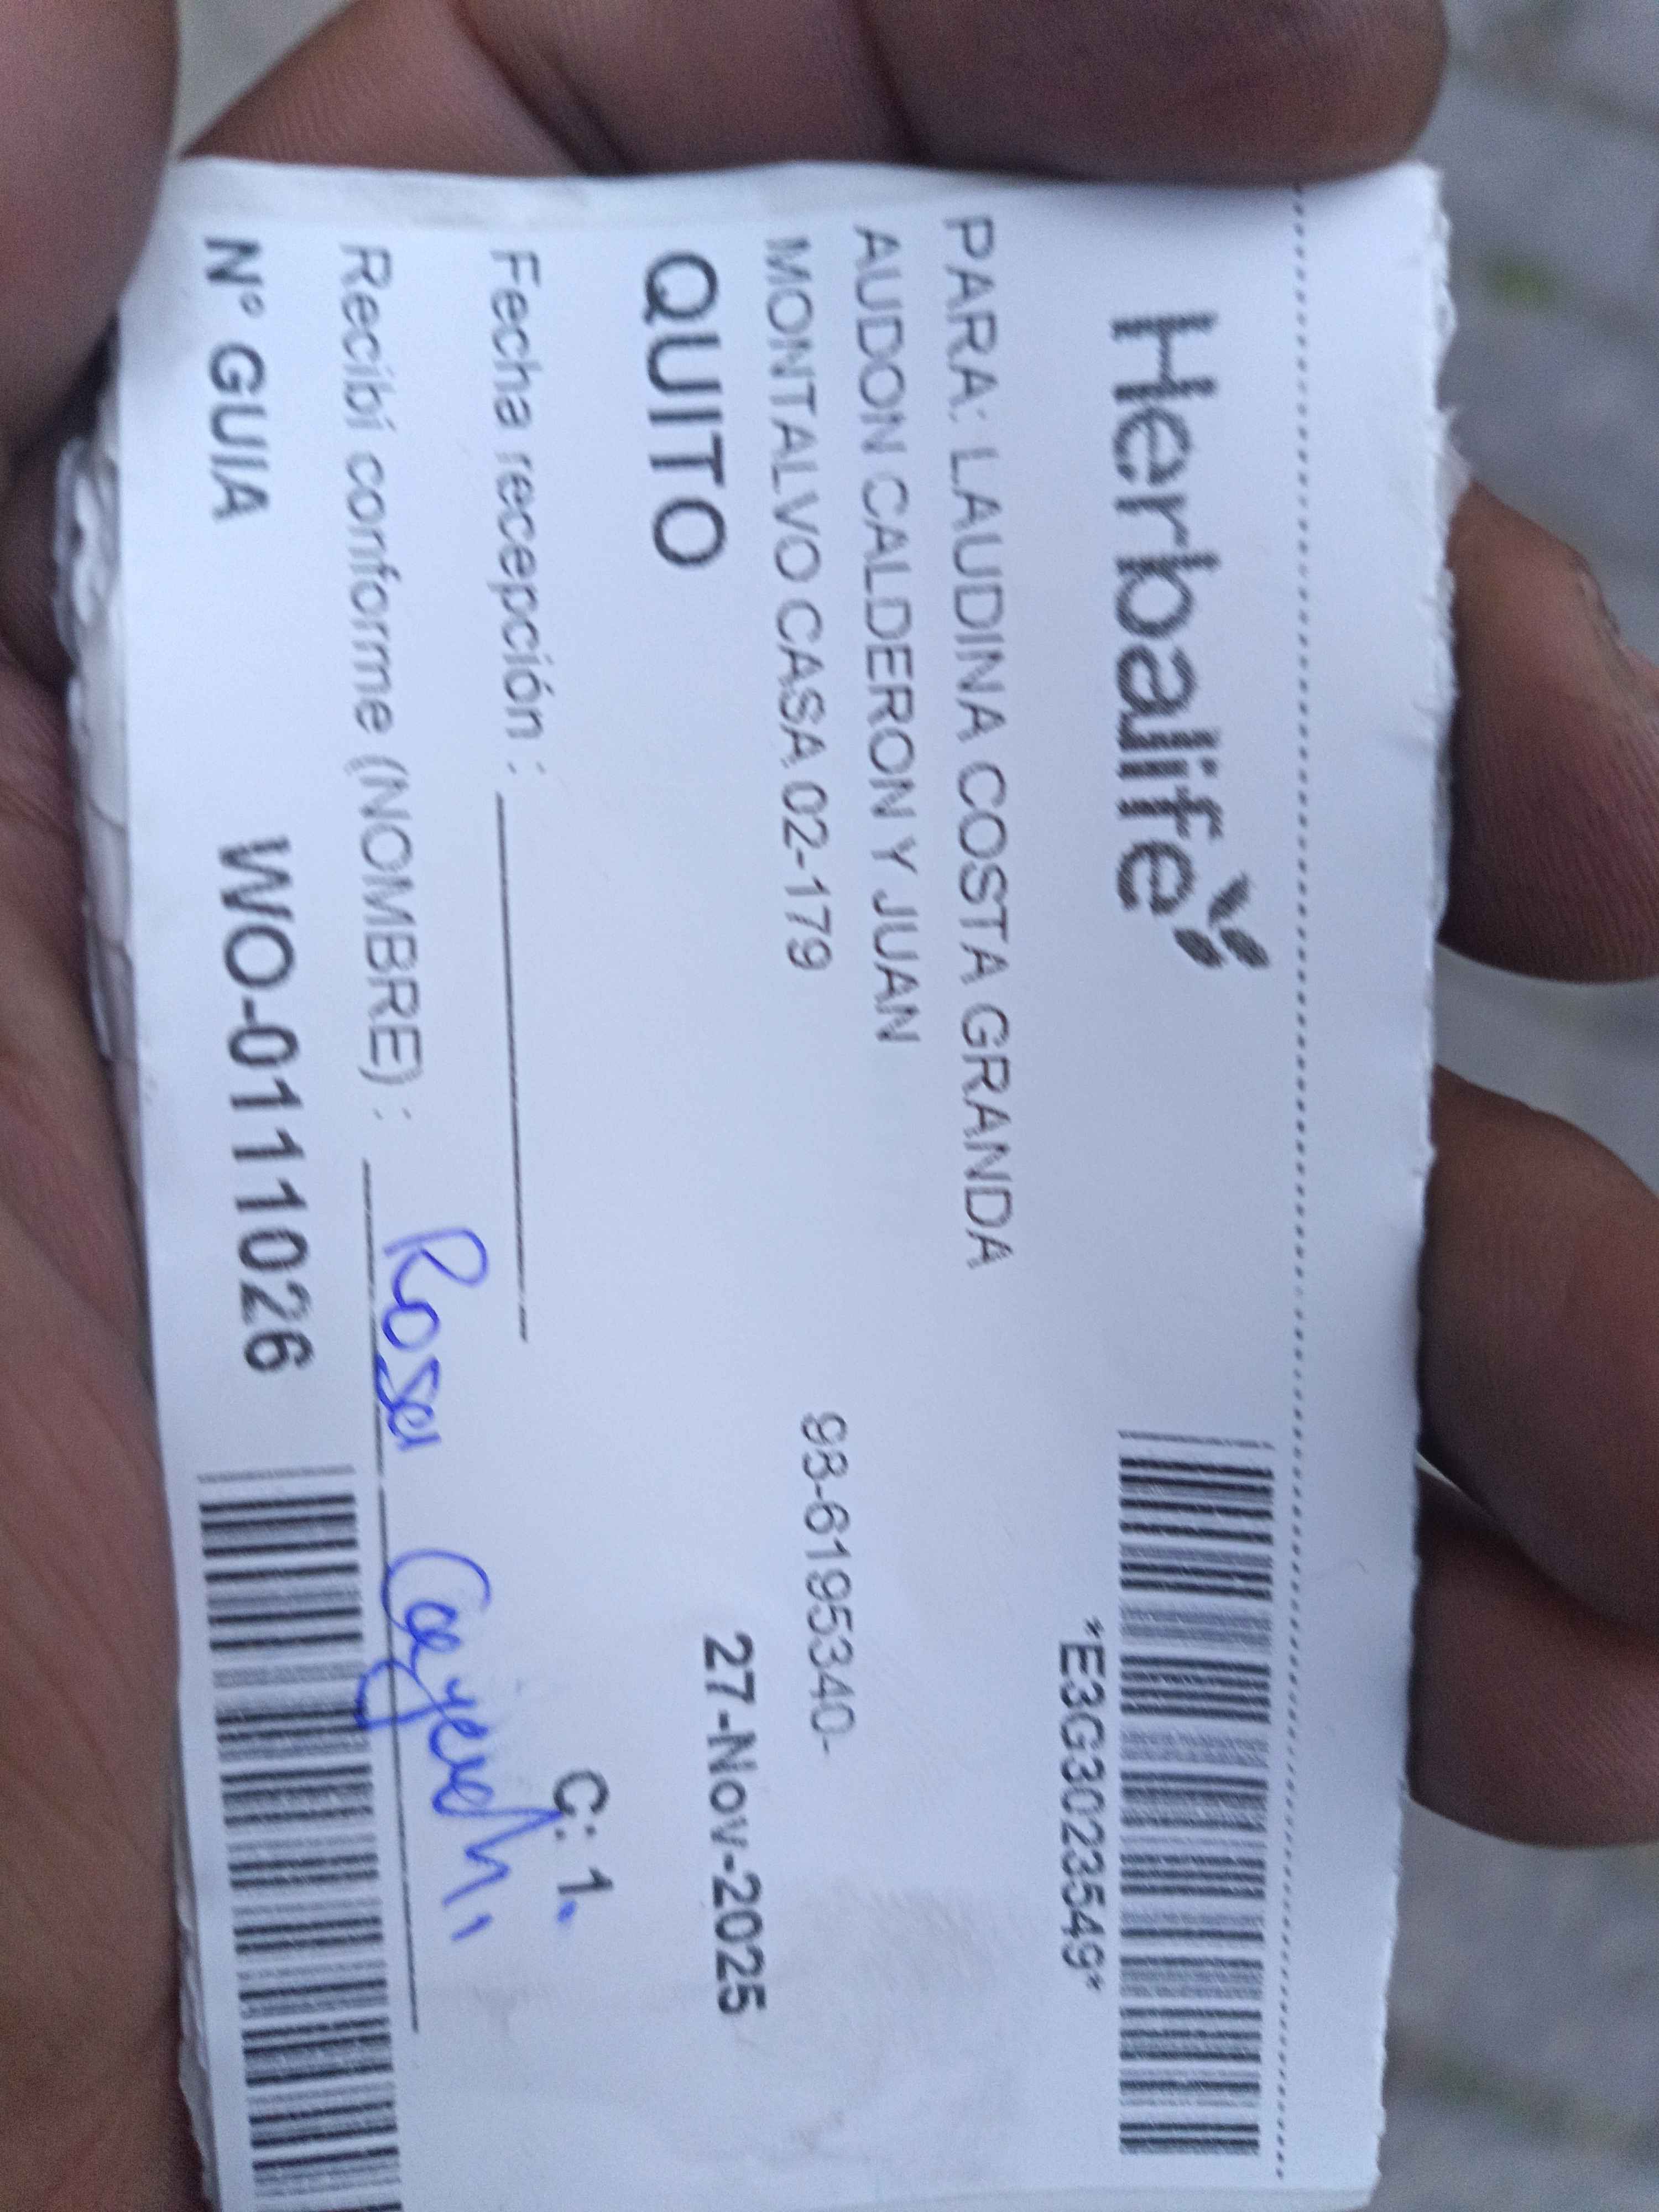 Herbalife
*E3G3023549*
PARA: LAUDINA COSTA GRANDA
AUDON CALDERON Y JUAN
MONTALVO CASA 02-179 98-6195340-
QUITO 27-Nov-2025
C: 1.
Fecha recepción :
Recibí conforme (NOMBRE) : Rosa
N° GUIA WO-01111026